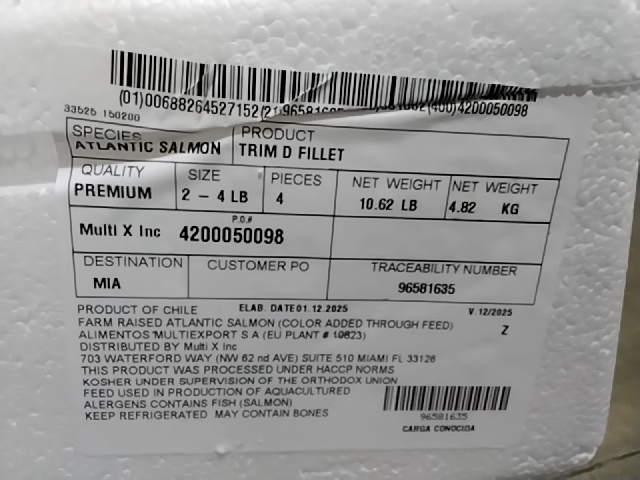 (01)00688264527152(21)9658163
(400)4200050098
33525 150200
SPECIES PRODUCT
ATLANTIC SALMON TRIM D FILLET
QUALITY SIZE PIECES NET WEIGHT NET WEIGHT
PREMIUM 2 - 4 LB 4 10.62 LB 4.82 KG
P.O.#
Multi X Inc 4200050098
DESTINATION CUSTOMER PO TRACEABILITY NUMBER
MIA 96581635
PRODUCT OF CHILE ELAB. DATE01.12.2025 V.12/2025
FARM RAISED ATLANTIC SALMON (COLOR ADDED THROUGH FEED) Z
ALIMENTOS MULTIEXPORT S A (EU PLANT # 10623)
DISTRIBUTED BY Multi X Inc
703 WATERFORD WAY (NW 62 nd AVE) SUITE 510 MIAMI FL 33126
THIS PRODUCT WAS PROCESSED UNDER HACCP NORMS
KOSHER UNDER SUPERVISION OF THE ORTHODOX UNION
FEED USED IN PRODUCTION OF AQUACULTURED
ALERGENS CONTAINS FISH (SALMON)
KEEP REFRIGERATED MAY CONTAIN BONES
96581635
CARGA CONOCIDA